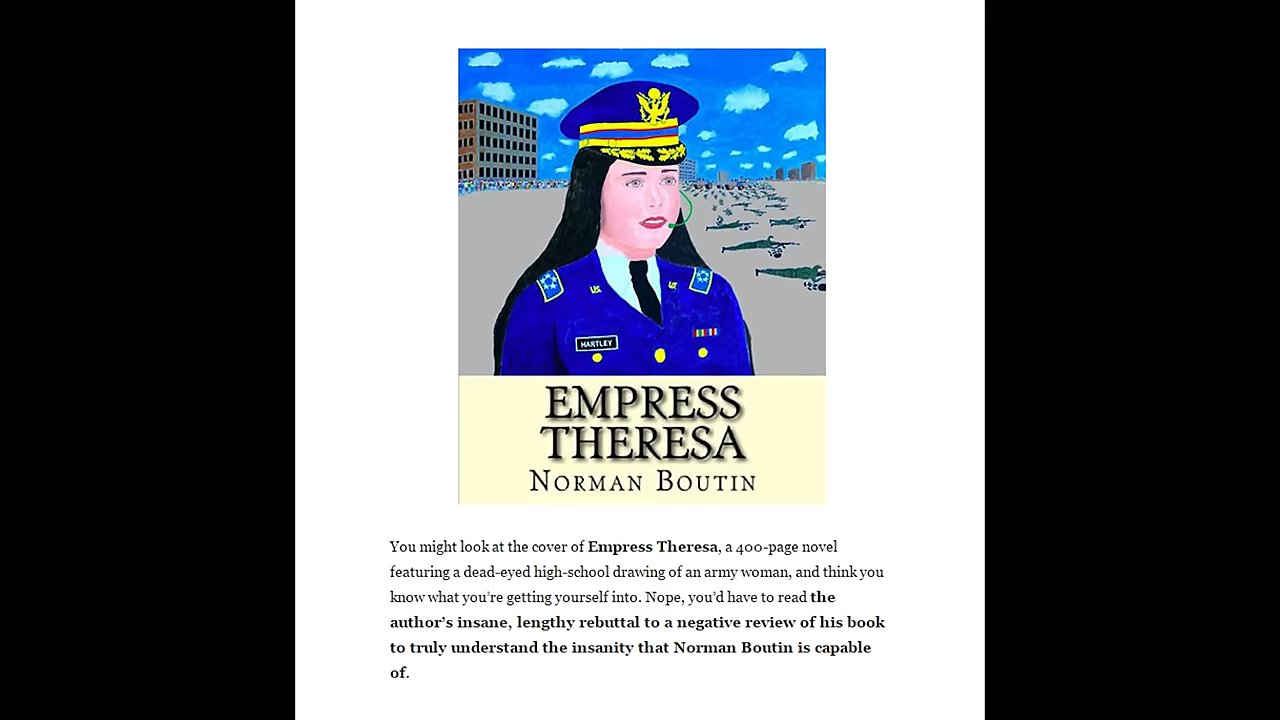 U.S.
U.S.
HARTLEY
EMPRESS
THERESA
NORMAN BOUTIN
You might look at the cover of Empress Theresa, a 400-page novel
featuring a dead-eyed high-school drawing of an army woman, and think you
know what you’re getting yourself into. Nope, you’d have to read the
author’s insane, lengthy rebuttal to a negative review of his book
to truly understand the insanity that Norman Boutin is capable
of.